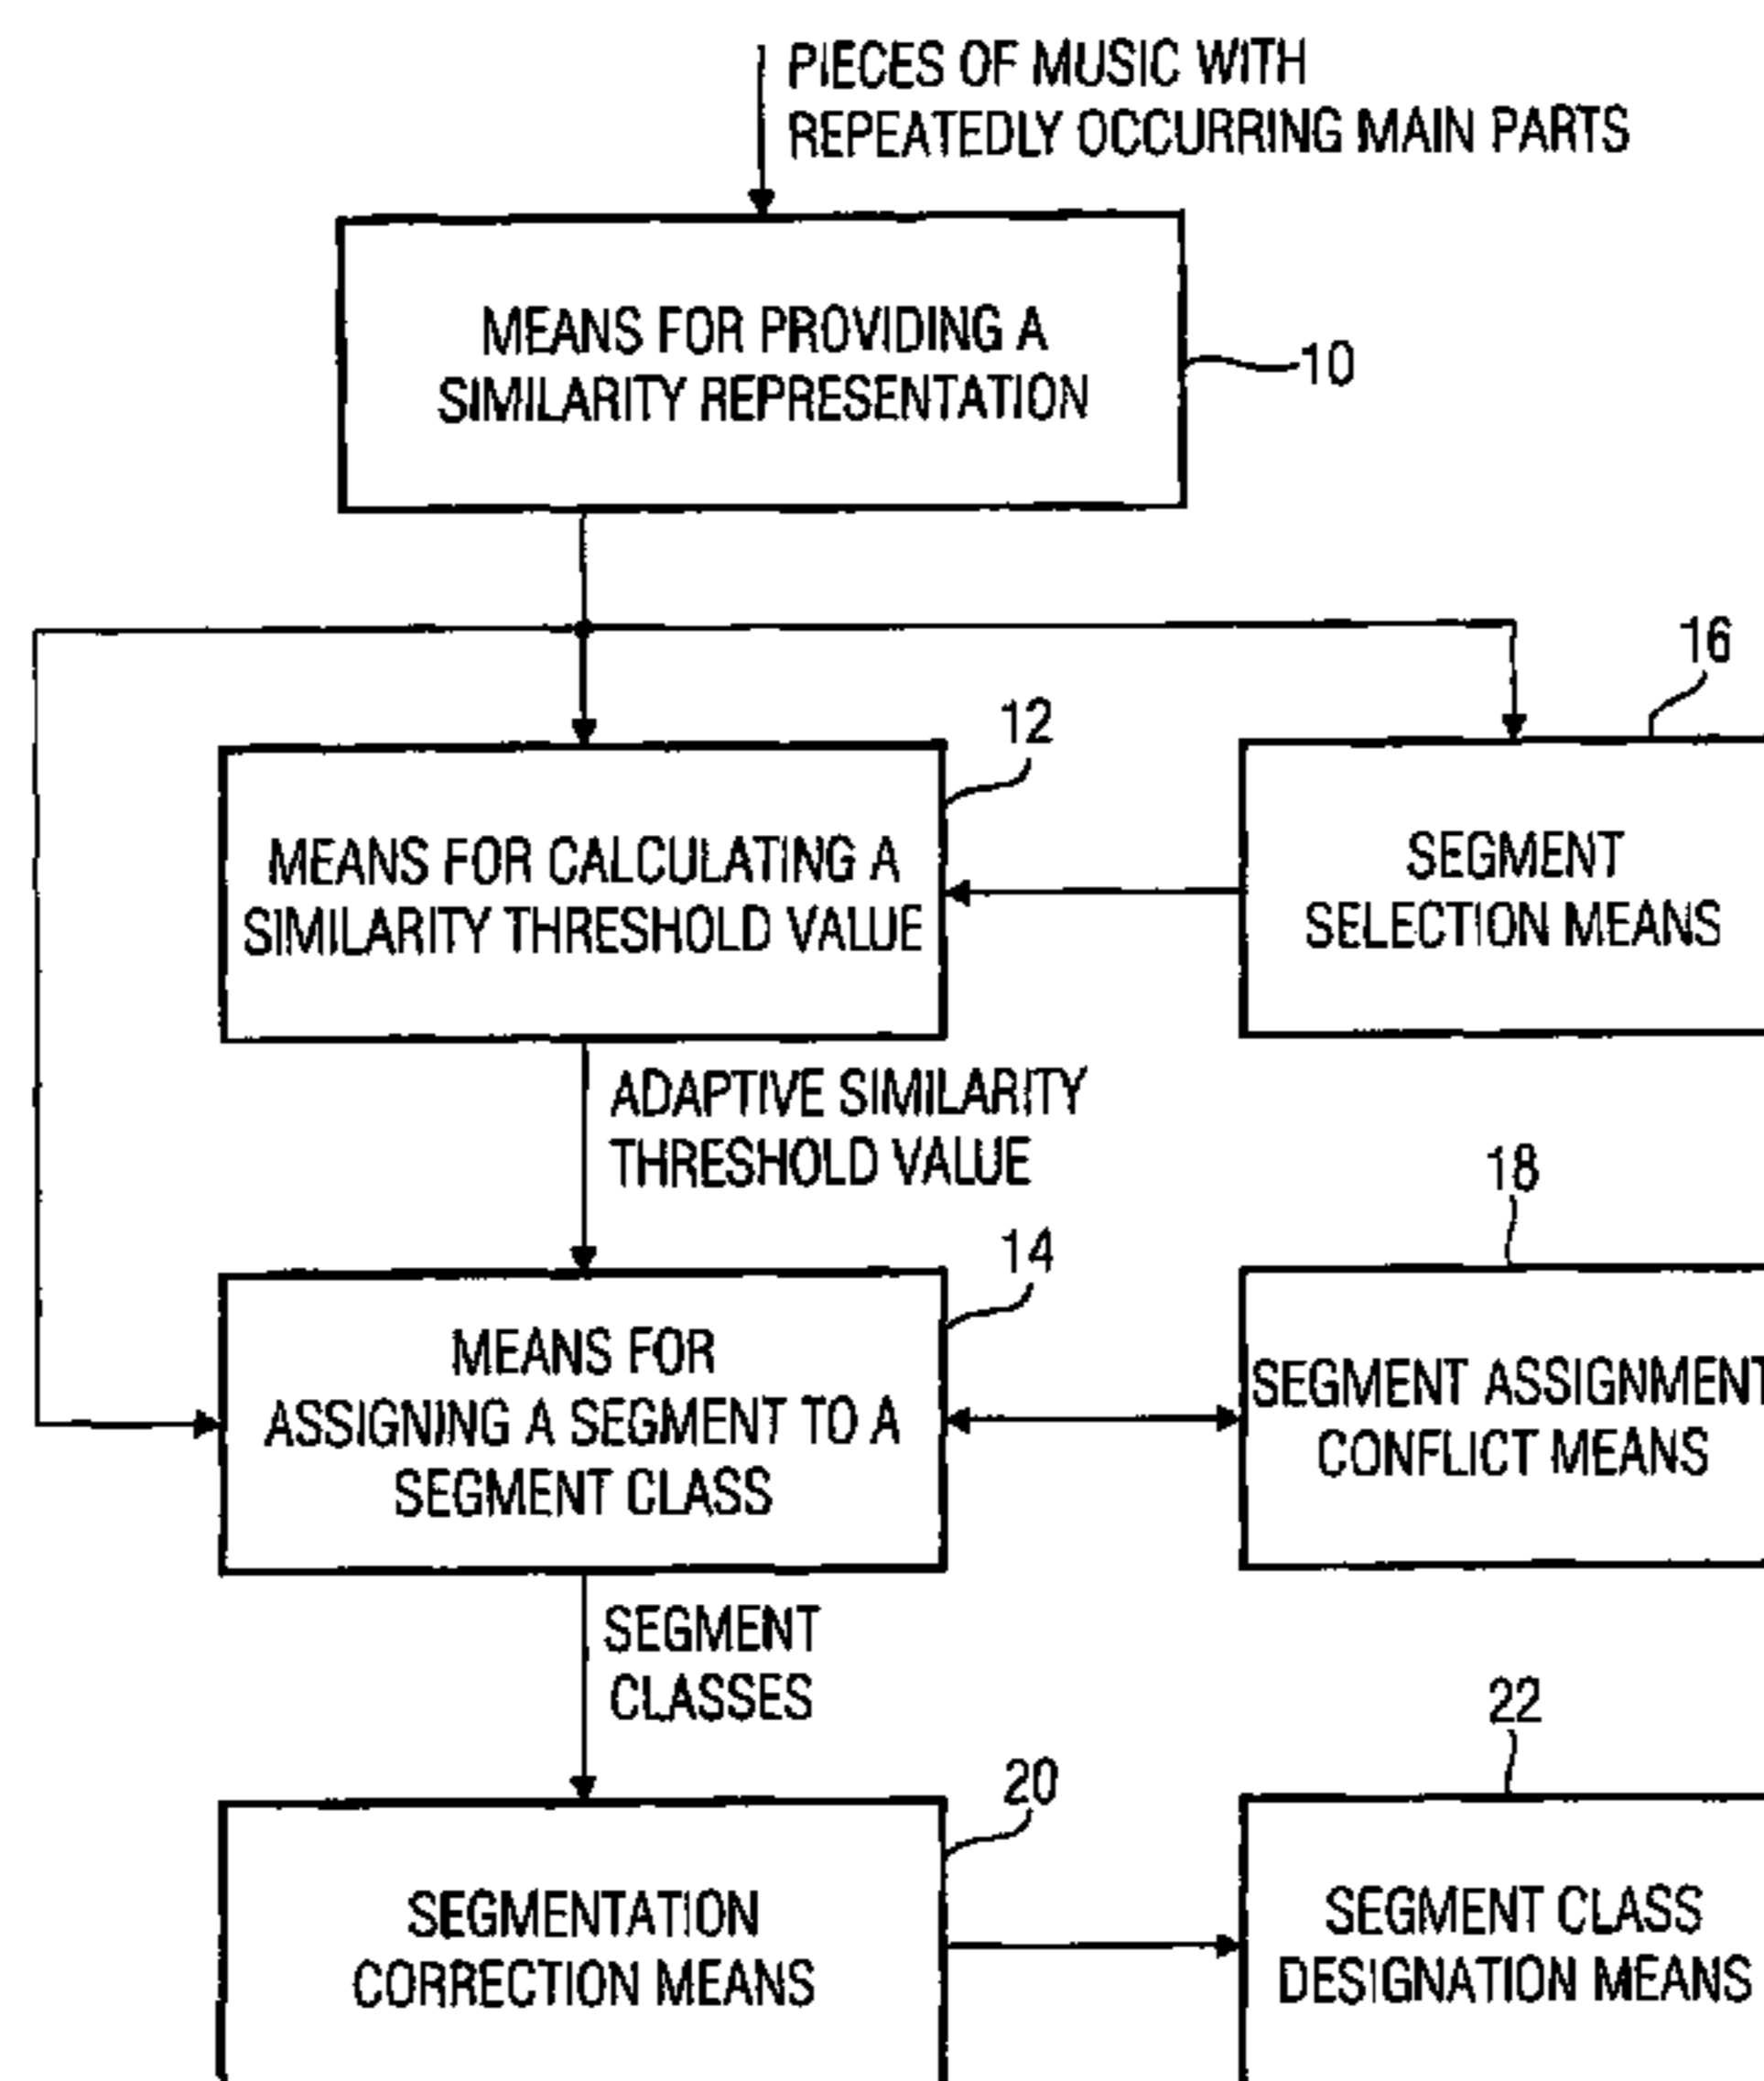 PIECES OF MUSIC WITH
REPEATEDLY OCCURRING MAIN PARTS
MEANS FOR PROVIDING A
SIMILARITY REPRESENTATION
10
16
12
MEANS FOR CALCULATING A
SIMILARITY THRESHOLD VALUE
SEGMENT
SELECTION MEANS
ADAPTIVE SIMILARITY
THRESHOLD VALUE
18
14
MEANS FOR
ASSIGNING A SEGMENT TO A
SEGMENT CLASS
SEGMENT ASSIGNMENT
CONFLICT MEANS
SEGMENT
CLASSES
22
20
SEGMENTATION
CORRECTION MEANS
SEGMENT CLASS
DESIGNATION MEANS